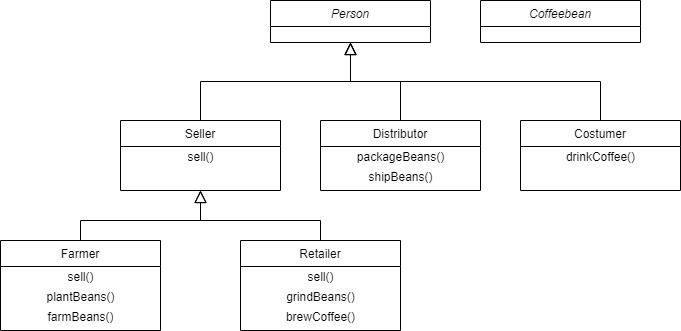 Person
Coffeebean
Seller
sell()
Distributor
packageBeans()
shipBeans()
Costumer
drinkCoffee()
Farmer
sell()
plantBeans()
farmBeans()
Retailer
sell()
grindBeans()
brewCoffee()